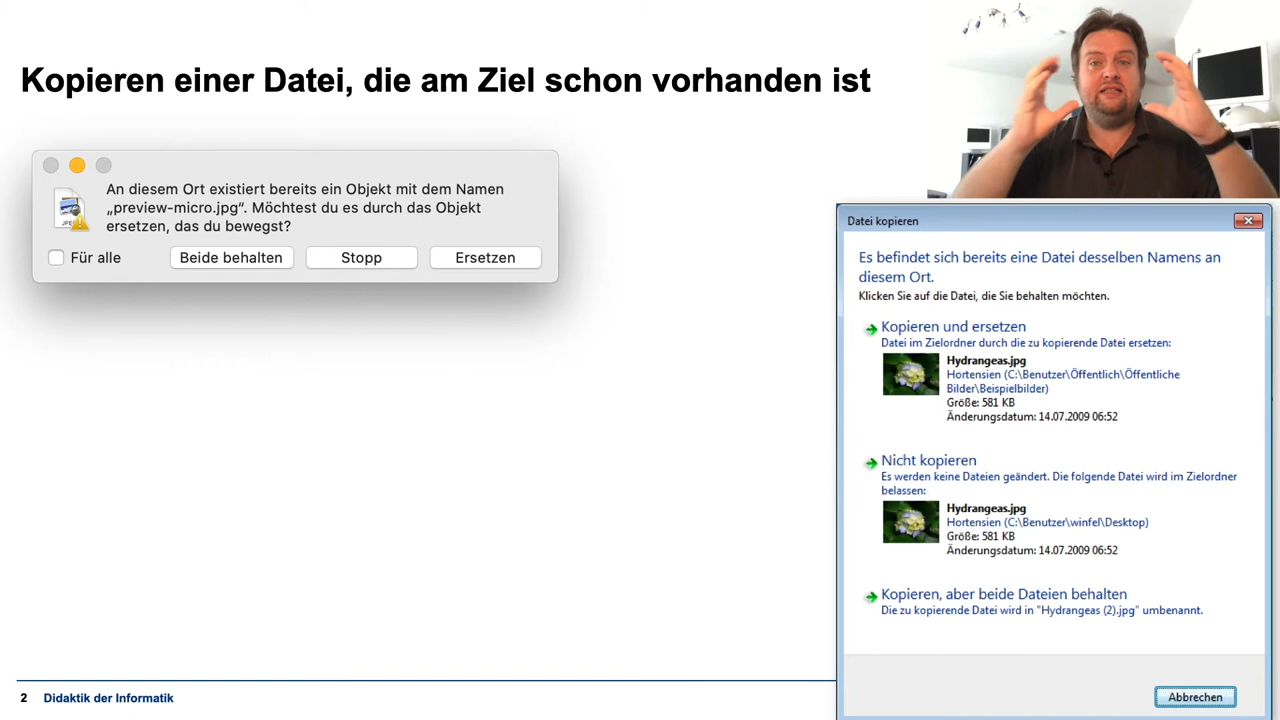 Kopieren einer Datei, die am Ziel schon vorhanden ist
An diesem Ort existiert bereits ein Objekt mit dem Namen
„preview-micro.jpg“. Möchtest du es durch das Objekt
ersetzen, das du bewegst?
JPEG
Für alle
Beide behalten
Stopp
Ersetzen
Datei kopieren
Es befindet sich bereits eine Datei desselben Namens an
diesem Ort.
Klicken Sie auf die Datei, die Sie behalten möchten.
Kopieren und ersetzen
Datei im Zielordner durch die zu kopierende Datei ersetzen:
Hydrangeas.jpg
Hortensien (C:\Benutzer\Öffentlich\Öffentliche
Bilder\Beispielbilder)
Größe: 581 KB
Änderungsdatum: 14.07.2009 06:52
Nicht kopieren
Es werden keine Dateien geändert. Die folgende Datei wird im Zielordner
belassen:
Hydrangeas.jpg
Hortensien (C:\Benutzer\winfel\Desktop)
Größe: 581 KB
Änderungsdatum: 14.07.2009 06:52
Kopieren, aber beide Dateien behalten
Die zu kopierende Datei wird in "Hydrangeas (2).jpg" umbenannt.
Abbrechen
2 Didaktik der Informatik